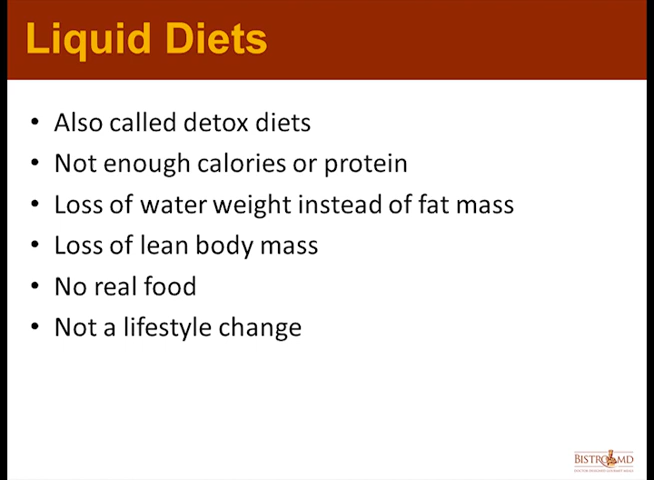 Liquid Diets
• Also called detox diets
• Not enough calories or protein
• Loss of water weight instead of fat mass
• Loss of lean body mass
• No real food
• Not a lifestyle change
BISTROMD